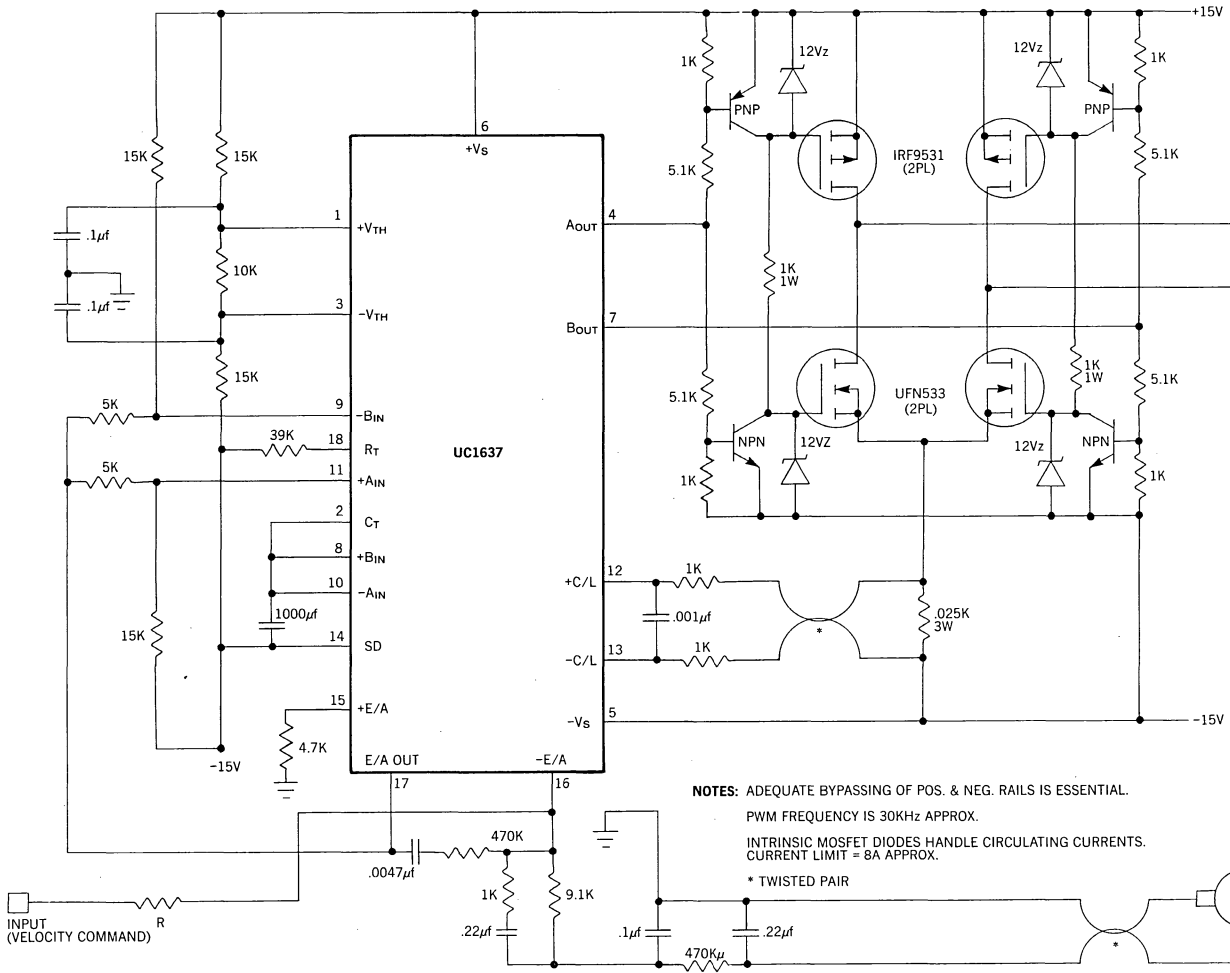 +15V
1K
12Vz
12Vz
1K
PNP
PNP
6
+Vs
15K
15K
IRF9531
(2PL)
5.1K
5.1K
1
+VTH
4
AOUT
.1µf
10K
1K
1W
.1µf
3
-VTH
7
BOUT
15K
1K
1W
5.1K
5.1K
UFN533
(2PL)
5K
9
-BIN
39K
18
RT
UC1637
NPN
12VZ
12Vz
NPN
5K
11
+AIN
1K
1K
2
CT
8
+BIN
10
-AIN
12
+C/L
1K
1000µf
.001µf
*
.025K
3W
15K
14
SD
13
-C/L
1K
15
+E/A
5
-Vs
-15V
4.7K
-15V
E/A OUT
-E/A
17
16
NOTES: ADEQUATE BYPASSING OF POS. & NEG. RAILS IS ESSENTIAL.
PWM FREQUENCY IS 30KHz APPROX.
INTRINSIC MOSFET DIODES HANDLE CIRCULATING CURRENTS.
CURRENT LIMIT = 8A APPROX.
* TWISTED PAIR
470K
.0047µf
1K
9.1K
R
INPUT
(VELOCITY COMMAND)
.22µf
.1µf
.22µf
470Kµ
*